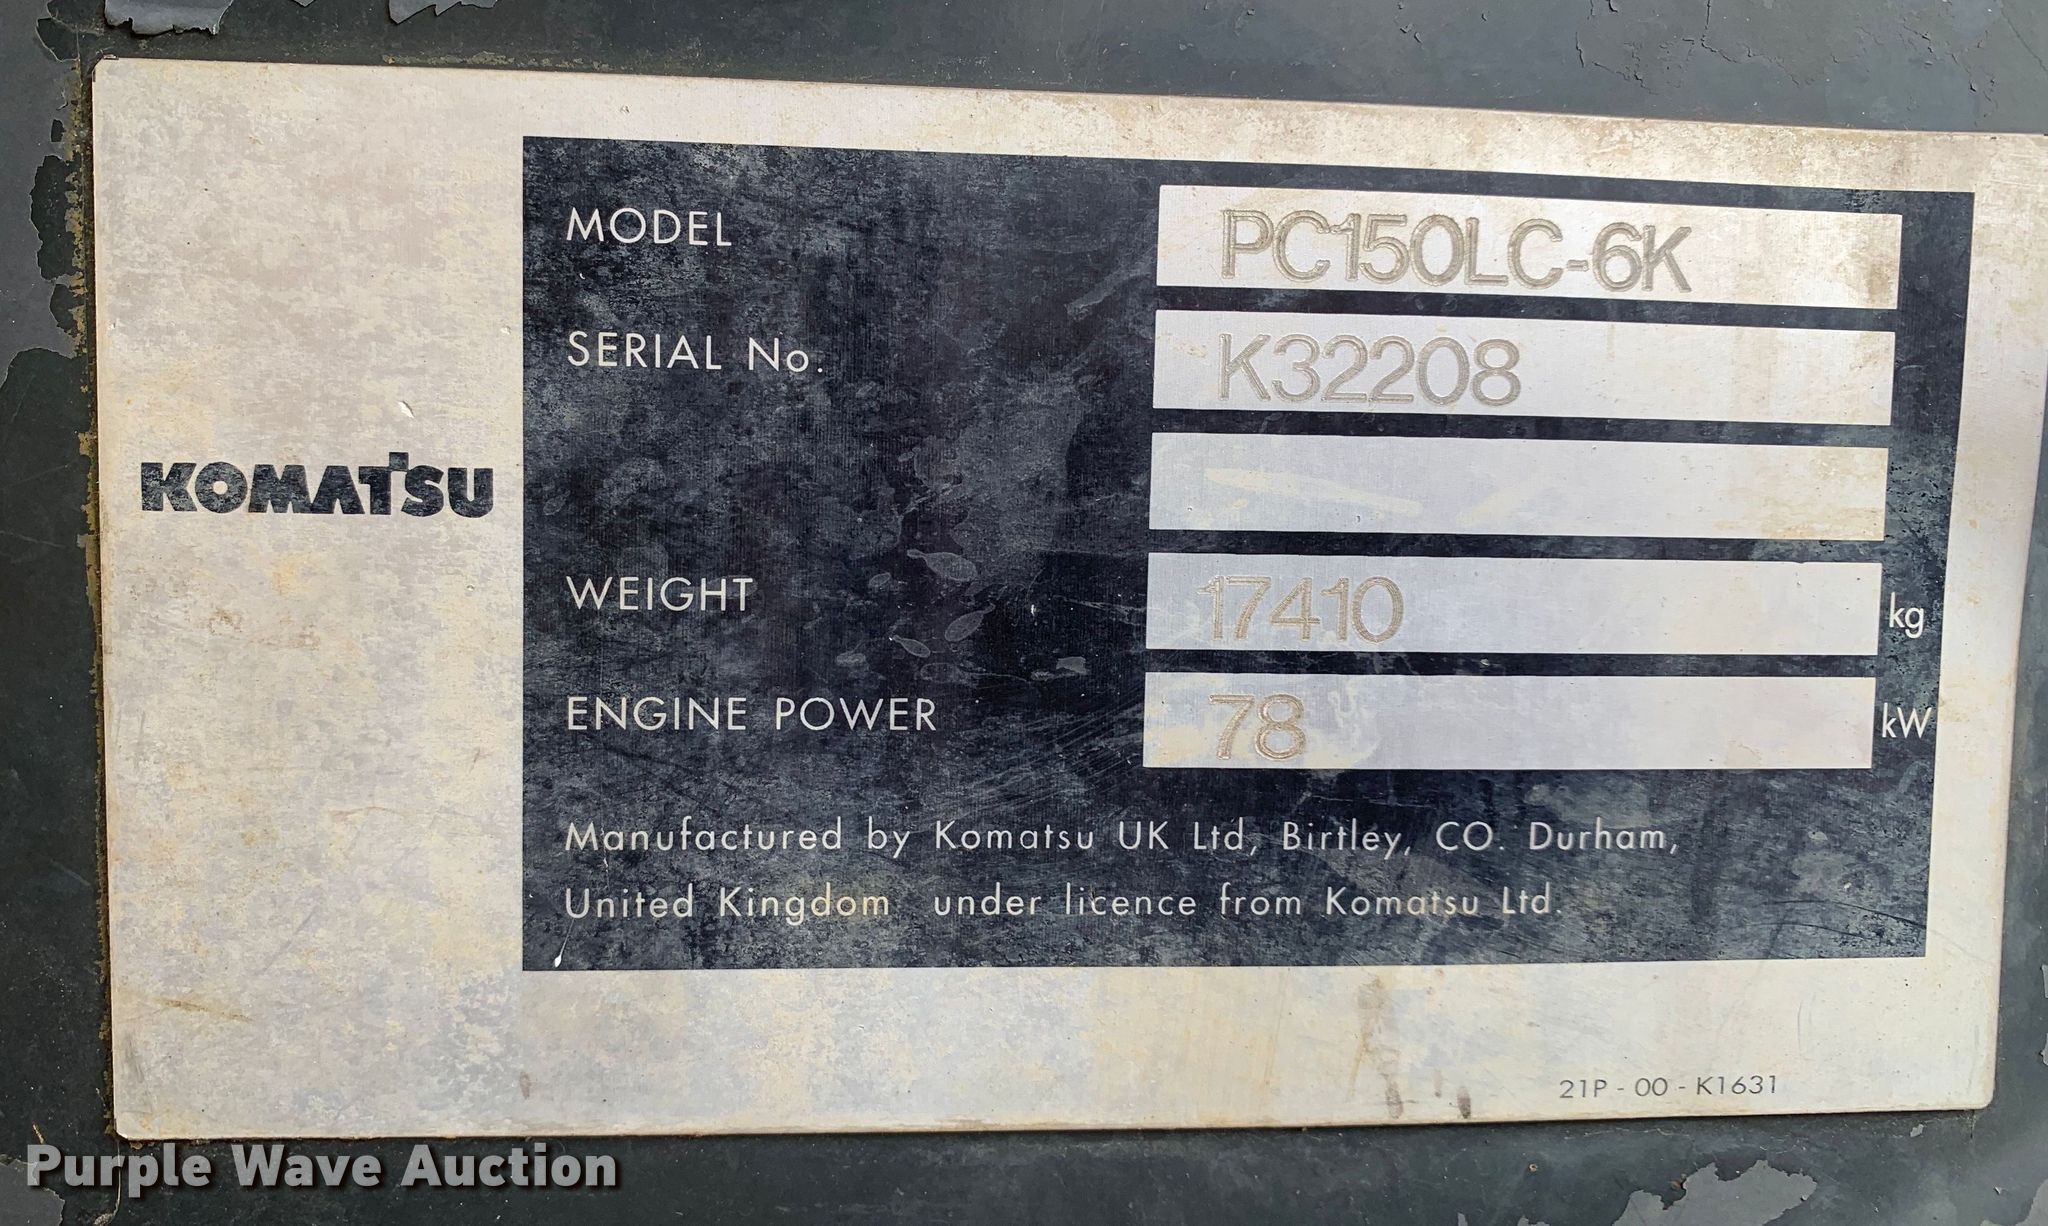 MODEL PC150LC-6K
SERIAL No. K32208
KOMATSU
WEIGHT 17410 kg
ENGINE POWER 78 kW
Manufactured by Komatsu UK Ltd, Birtley, CO. Durham,
United Kingdom under licence from Komatsu Ltd.
21P - 00 - K1631
Purple Wave Auction